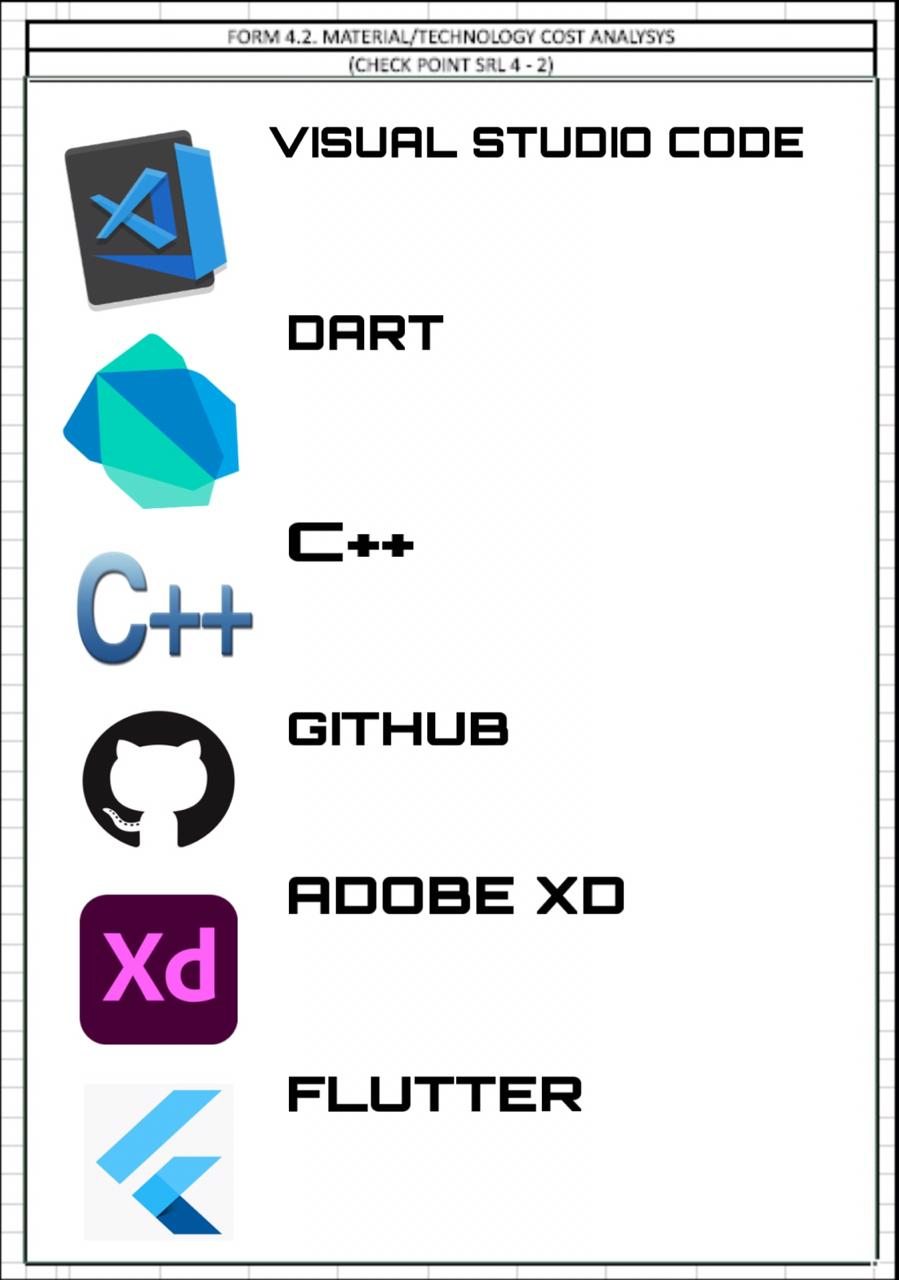 FORM 4.2. MATERIAL/TECHNOLOGY COST ANALYSYS
(CHECK POINT SRL 4 - 2)
VISUAL STUDIO CODE
DART
C++
C++
GITHUB
ADOBE XD
Xd
FLUTTER